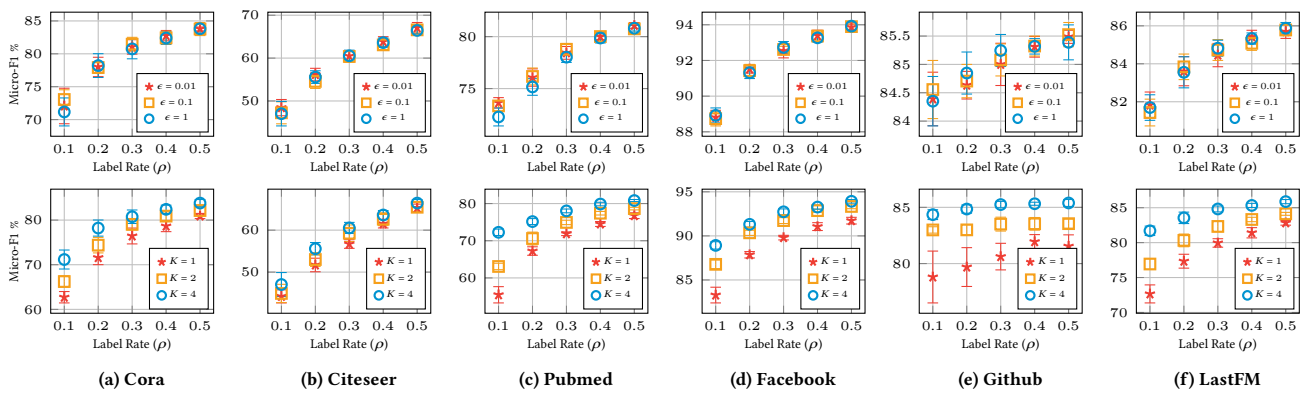 Micro-F1 %
85
80
75
70
ϵ = 0.01
ϵ = 0.1
ϵ = 1
0.1 0.2 0.3 0.4 0.5
Label Rate (ρ)
70
60
50
ϵ = 0.01
ϵ = 0.1
ϵ = 1
0.1 0.2 0.3 0.4 0.5
Label Rate (ρ)
80
75
ϵ = 0.01
ϵ = 0.1
ϵ = 1
0.1 0.2 0.3 0.4 0.5
Label Rate (ρ)
94
92
90
88
ϵ = 0.01
ϵ = 0.1
ϵ = 1
0.1 0.2 0.3 0.4 0.5
Label Rate (ρ)
85.5
85
84.5
84
ϵ = 0.01
ϵ = 0.1
ϵ = 1
0.1 0.2 0.3 0.4 0.5
Label Rate (ρ)
86
84
82
ϵ = 0.01
ϵ = 0.1
ϵ = 1
0.1 0.2 0.3 0.4 0.5
Label Rate (ρ)
Micro-F1 %
80
70
60
K = 1
K = 2
K = 4
0.1 0.2 0.3 0.4 0.5
Label Rate (ρ)
60
50
K = 1
K = 2
K = 4
0.1 0.2 0.3 0.4 0.5
Label Rate (ρ)
80
70
60
K = 1
K = 2
K = 4
0.1 0.2 0.3 0.4 0.5
Label Rate (ρ)
95
90
85
K = 1
K = 2
K = 4
0.1 0.2 0.3 0.4 0.5
Label Rate (ρ)
85
80
K = 1
K = 2
K = 4
0.1 0.2 0.3 0.4 0.5
Label Rate (ρ)
85
80
75
70
K = 1
K = 2
K = 4
0.1 0.2 0.3 0.4 0.5
Label Rate (ρ)
(a) Cora
(b) Citeseer
(c) Pubmed
(d) Facebook
(e) Github
(f) LastFM